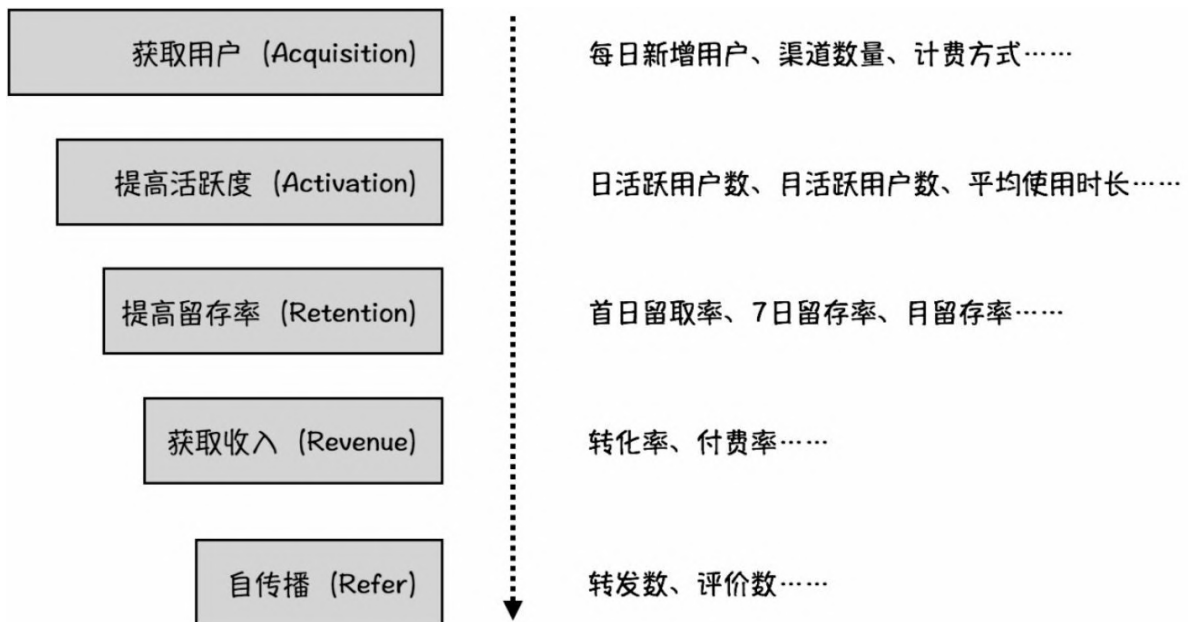 获取用户 (Acquisition) 每日新增用户、渠道数量、计费方式……
提高活跃度 (Activation) 日活跃用户数、月活跃用户数、平均使用时长……
提高留存率 (Retention) 首日留取率、7日留存率、月留存率……
获取收入 (Revenue) 转化率、付费率……
自传播 (Refer) 转发数、评价数……